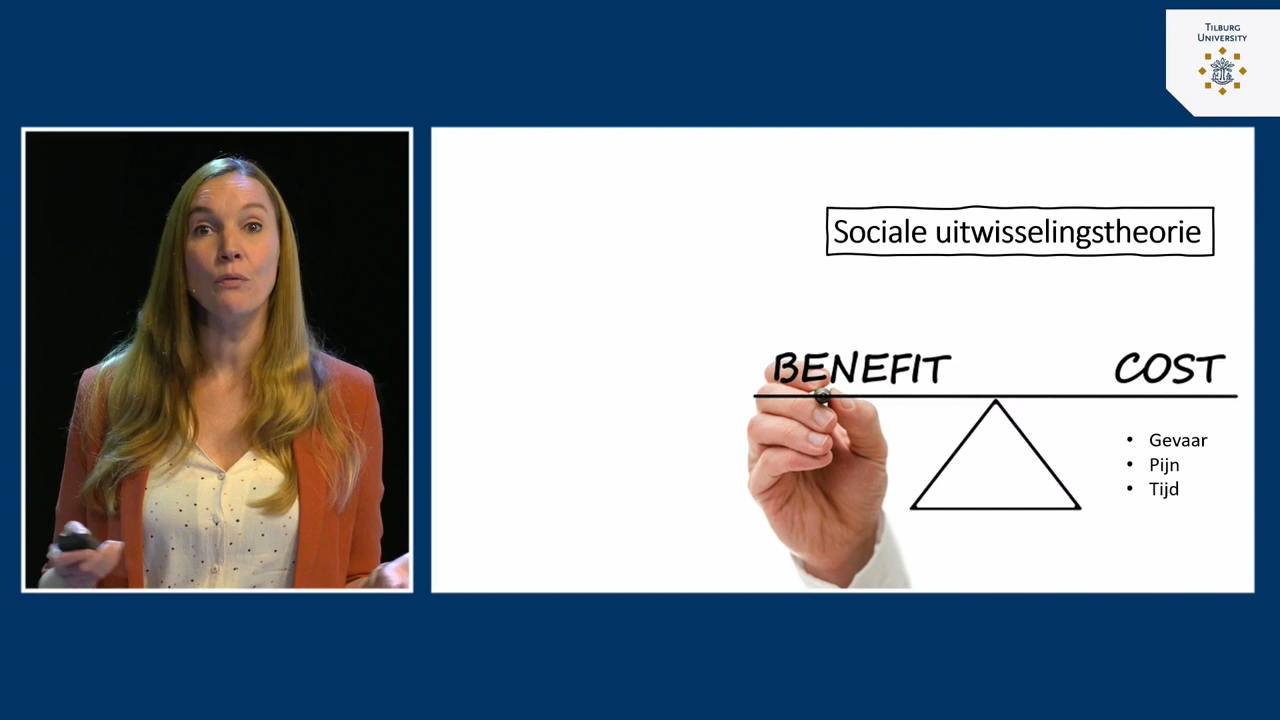 TILBURG
UNIVERSITY
Sociale uitwisselingstheorie
BENEFIT
COST
• Gevaar
• Pijn
• Tijd